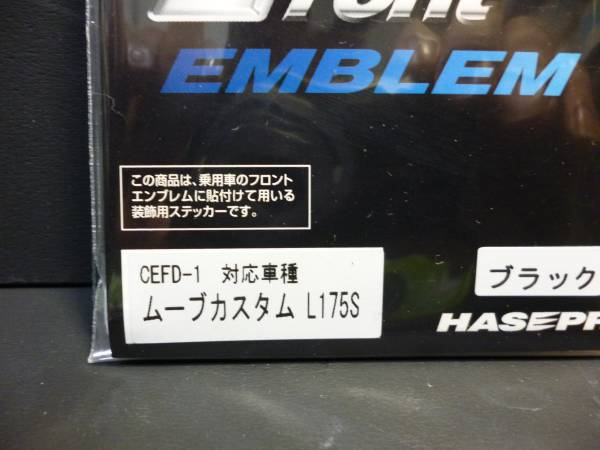 Front
EMBLEM
この商品は、乗用車のフロント
エンブレムに貼付けて用いる
装飾用ステッカーです。
CEFD-1 対応車種
ムーブカスタム L175S
ブラック
HASEPR